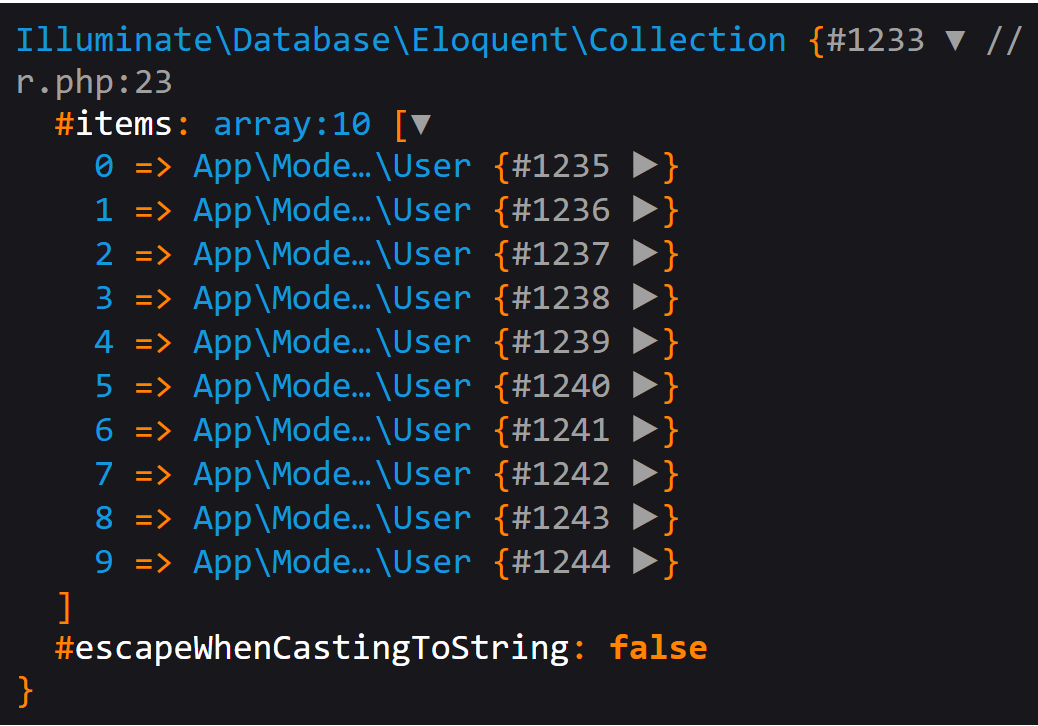 Illuminate\Database\Eloquent\Collection {#1233 ▼ //
r.php:23
#items: array:10 [▼
0 => App\Mode…\User {#1235 ▶}
1 => App\Mode…\User {#1236 ▶}
2 => App\Mode…\User {#1237 ▶}
3 => App\Mode…\User {#1238 ▶}
4 => App\Mode…\User {#1239 ▶}
5 => App\Mode…\User {#1240 ▶}
6 => App\Mode…\User {#1241 ▶}
7 => App\Mode…\User {#1242 ▶}
8 => App\Mode…\User {#1243 ▶}
9 => App\Mode…\User {#1244 ▶}
]
#escapeWhenCastingToString: false
}